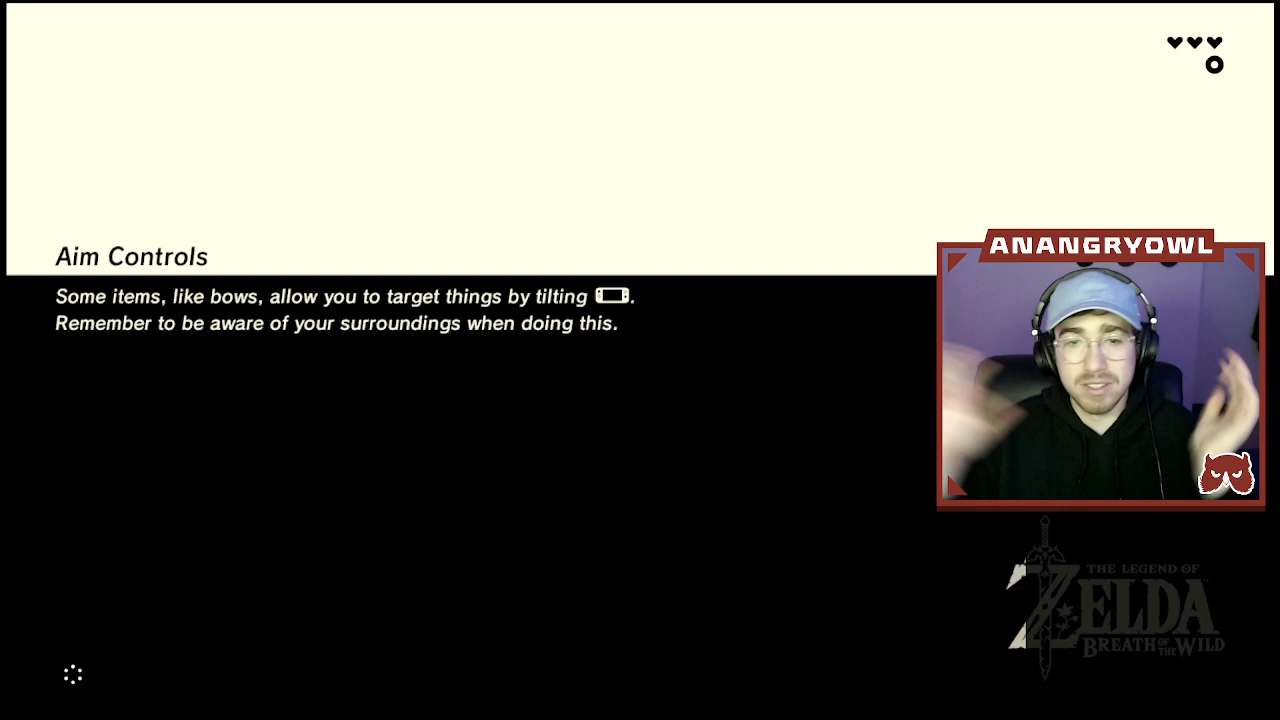 Aim Controls
ANANGRYOWL
Some items, like bows, allow you to target things by tilting .
Remember to be aware of your surroundings when doing this.
THE LEGEND OF
ZELDA
BREATH OF THE WILD